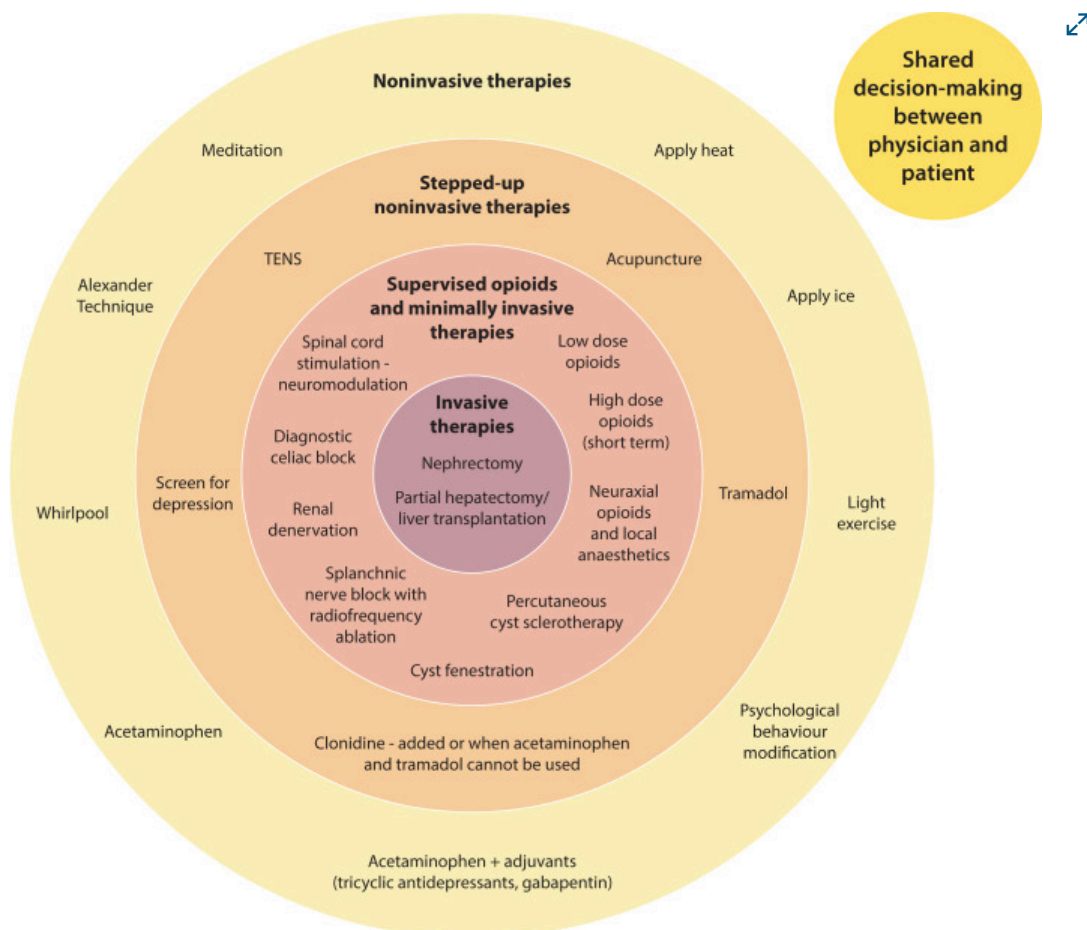 Noninvasive therapies
Shared
decision-making
between
physician and
patient
Meditation
Apply heat
Stepped-up
noninvasive therapies
TENS
Acupuncture
Alexander
Technique
Apply ice
Supervised opioids
and minimally invasive
therapies
Spinal cord
stimulation -
neuromodulation
Low dose
opioids
Invasive
therapies
High dose
opioids
(short term)
Diagnostic
celiac block
Nephrectomy
Partial hepatectomy/
liver transplantation
Screen for
depression
Tramadol
Whirlpool
Light
exercise
Renal
denervation
Neuraxial
opioids
and local
anaesthetics
Splanchnic
nerve block with
radiofrequency
ablation
Percutaneous
cyst sclerotherapy
Cyst fenestration
Acetaminophen
Psychological
behaviour
modification
Clonidine - added or when acetaminophen
and tramadol cannot be used
Acetaminophen + adjuvants
(tricyclic antidepressants, gabapentin)